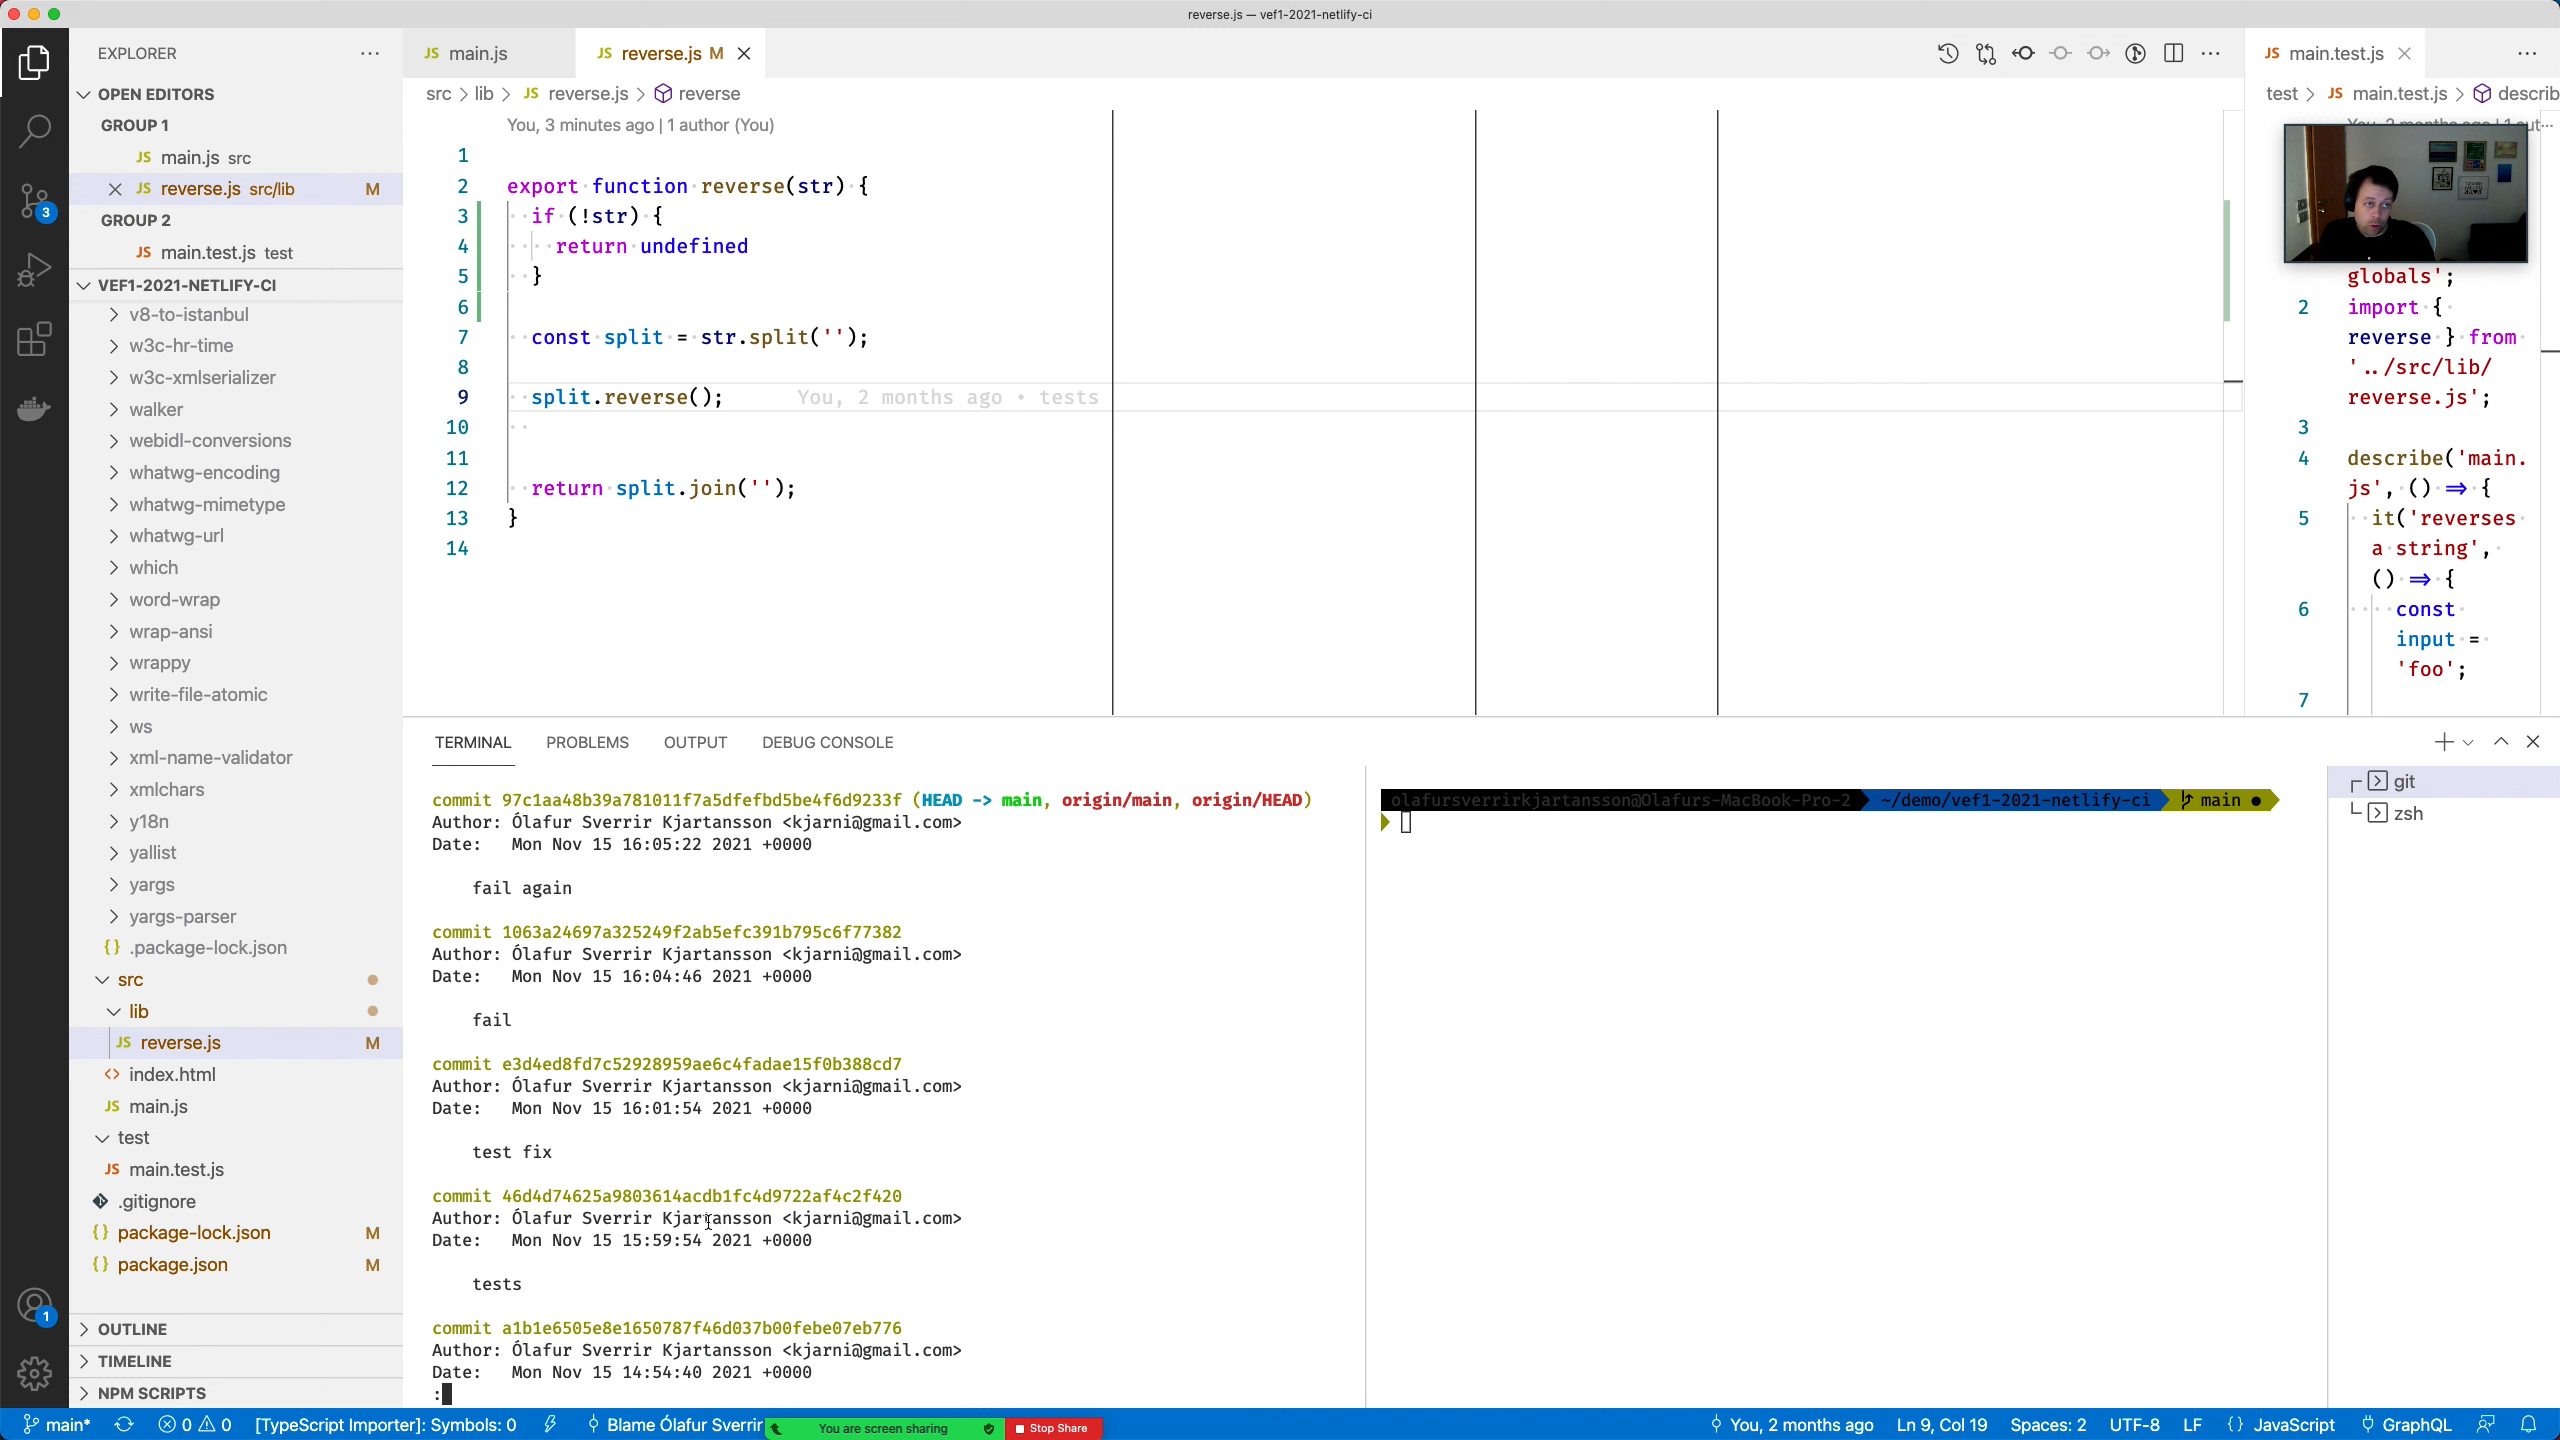 reverse.js — vef1-2021-netlify-ci
EXPLORER
OPEN EDITORS
GROUP 1
JS main.js src
JS reverse.js src/lib M
GROUP 2
JS main.test.js test
VEF1-2021-NETLIFY-CI
v8-to-istanbul
w3c-hr-time
w3c-xmlserializer
walker
webidl-conversions
whatwg-encoding
whatwg-mimetype
whatwg-url
which
word-wrap
wrap-ansi
wrappy
write-file-atomic
ws
xml-name-validator
xmlchars
y18n
yallist
yargs
yargs-parser
{} .package-lock.json
src
lib
JS reverse.js M
<> index.html
JS main.js
test
JS main.test.js
.gitignore
{} package-lock.json M
{} package.json M
OUTLINE
TIMELINE
NPM SCRIPTS
3
1
JS main.js
JS reverse.js M
src > lib > JS reverse.js > reverse
You, 3 minutes ago | 1 author (You)
1
2 export function reverse(str) {
3 if (!str) {
4 return undefined
5 }
6
7 const split = str.split('');
8
9 split.reverse(); You, 2 months ago • tests
10
11
12 return split.join('');
13 }
14
JS main.test.js
test > JS main.test.js > describ
globals';
2 import {
reverse } from
'../src/lib/
reverse.js';
3
4 describe('main.
js', () => {
5 it('reverses
a string',
() => {
6 const
input =
'foo';
7
TERMINAL PROBLEMS OUTPUT DEBUG CONSOLE
commit 97c1aa48b39a781011f7a5dfefbd5be4f6d9233f (HEAD -> main, origin/main, origin/HEAD)
Author: Ólafur Sverrir Kjartansson <kjarni@gmail.com>
Date: Mon Nov 15 16:05:22 2021 +0000
fail again
commit 1063a24697a325249f2ab5efc391b795c6f77382
Author: Ólafur Sverrir Kjartansson <kjarni@gmail.com>
Date: Mon Nov 15 16:04:46 2021 +0000
fail
commit e3d4ed8fd7c52928959ae6c4fadae15f0b388cd7
Author: Ólafur Sverrir Kjartansson <kjarni@gmail.com>
Date: Mon Nov 15 16:01:54 2021 +0000
test fix
commit 46d4d74625a9803614acdb1fc4d9722af4c2f420
Author: Ólafur Sverrir Kjartansson <kjarni@gmail.com>
Date: Mon Nov 15 15:59:54 2021 +0000
tests
commit a1b1e6505e8e1650787f46d037b00febe07eb776
Author: Ólafur Sverrir Kjartansson <kjarni@gmail.com>
Date: Mon Nov 15 14:54:40 2021 +0000
:
olafursverrirkjartansson@Olafurs-MacBook-Pro-2 ~/demo/vef1-2021-netlify-ci main ●
git
zsh
main* 0 0 [TypeScript Importer]: Symbols: 0 Blame Ólafur Sverrir
You are screen sharing Stop Share
You, 2 months ago Ln 9, Col 19 Spaces: 2 UTF-8 LF {} JavaScript GraphQL